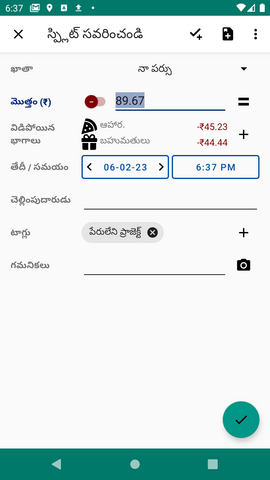 6:37
స్ప్లిట్ సవరించండి
ఖాతా నా పర్సు
మొత్తం (₹) 89.67
విడిపోయిన భాగాలు
ఆహార. -₹45.23
బహుమతులు -₹44.44
తేదీ / సమయం 06-02-23 6:37 PM
చెల్లింపుదారుడు
ట్యాగ్లు పేరులేని ప్రాజెక్ట్
గమనికలు